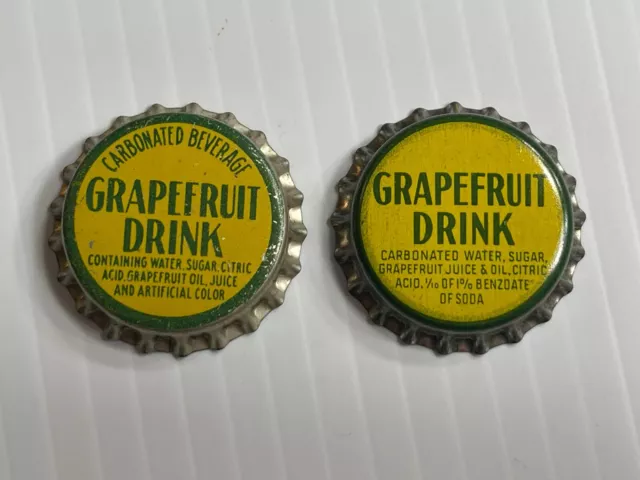 CARBONATED BEVERAGE
GRAPEFRUIT
DRINK
CONTAINING WATER, SUGAR, CITRIC
ACID, GRAPEFRUIT OIL, JUICE
AND ARTIFICIAL COLOR
GRAPEFRUIT
DRINK
CARBONATED WATER, SUGAR,
GRAPEFRUIT JUICE & OIL, CITRIC
ACID, 1/10 OF 1% BENZOATE
OF SODA